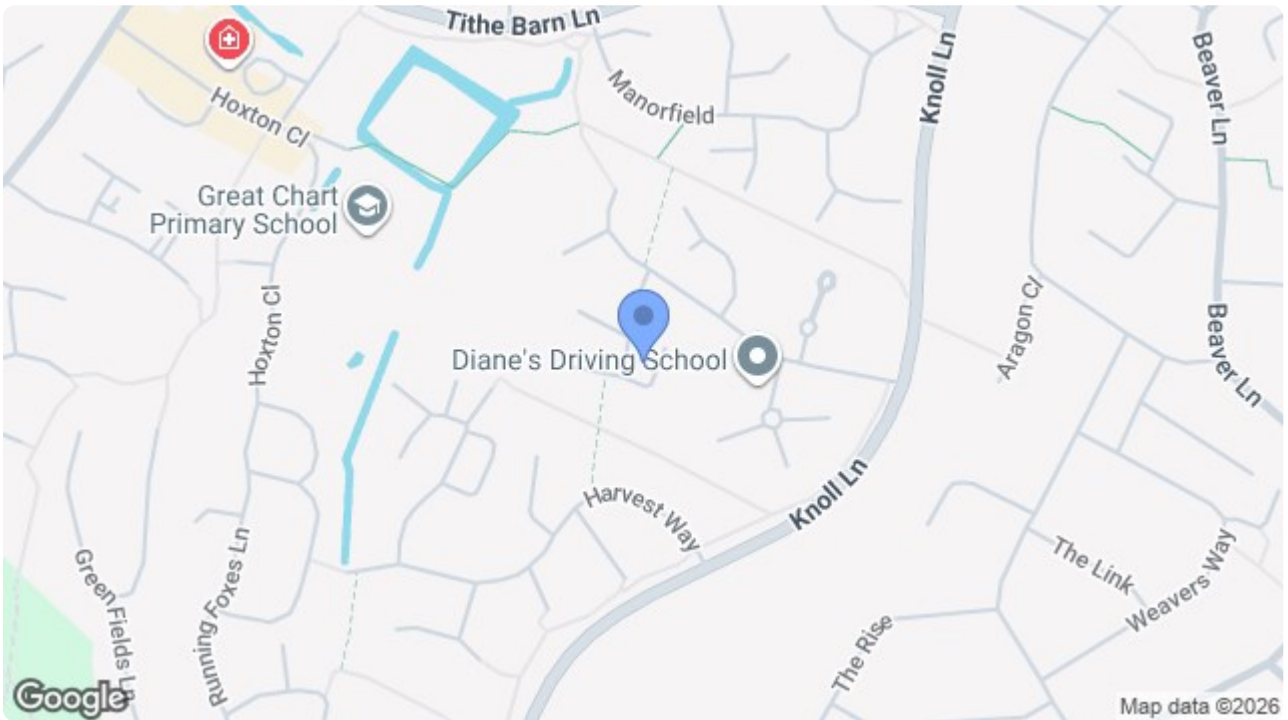 Tithe Barn Ln
Manorfield
Knoll Ln
Beaver Ln
Hoxton Cl
Great Chart
Primary School
Hoxton Cl
Aragon Cl
Beaver Ln
Diane's Driving School
Harvest Way
Knoll Ln
The Link
Weavers Way
Green Fields Ln
Running Foxes Ln
The Rise
Google
Map data ©2026